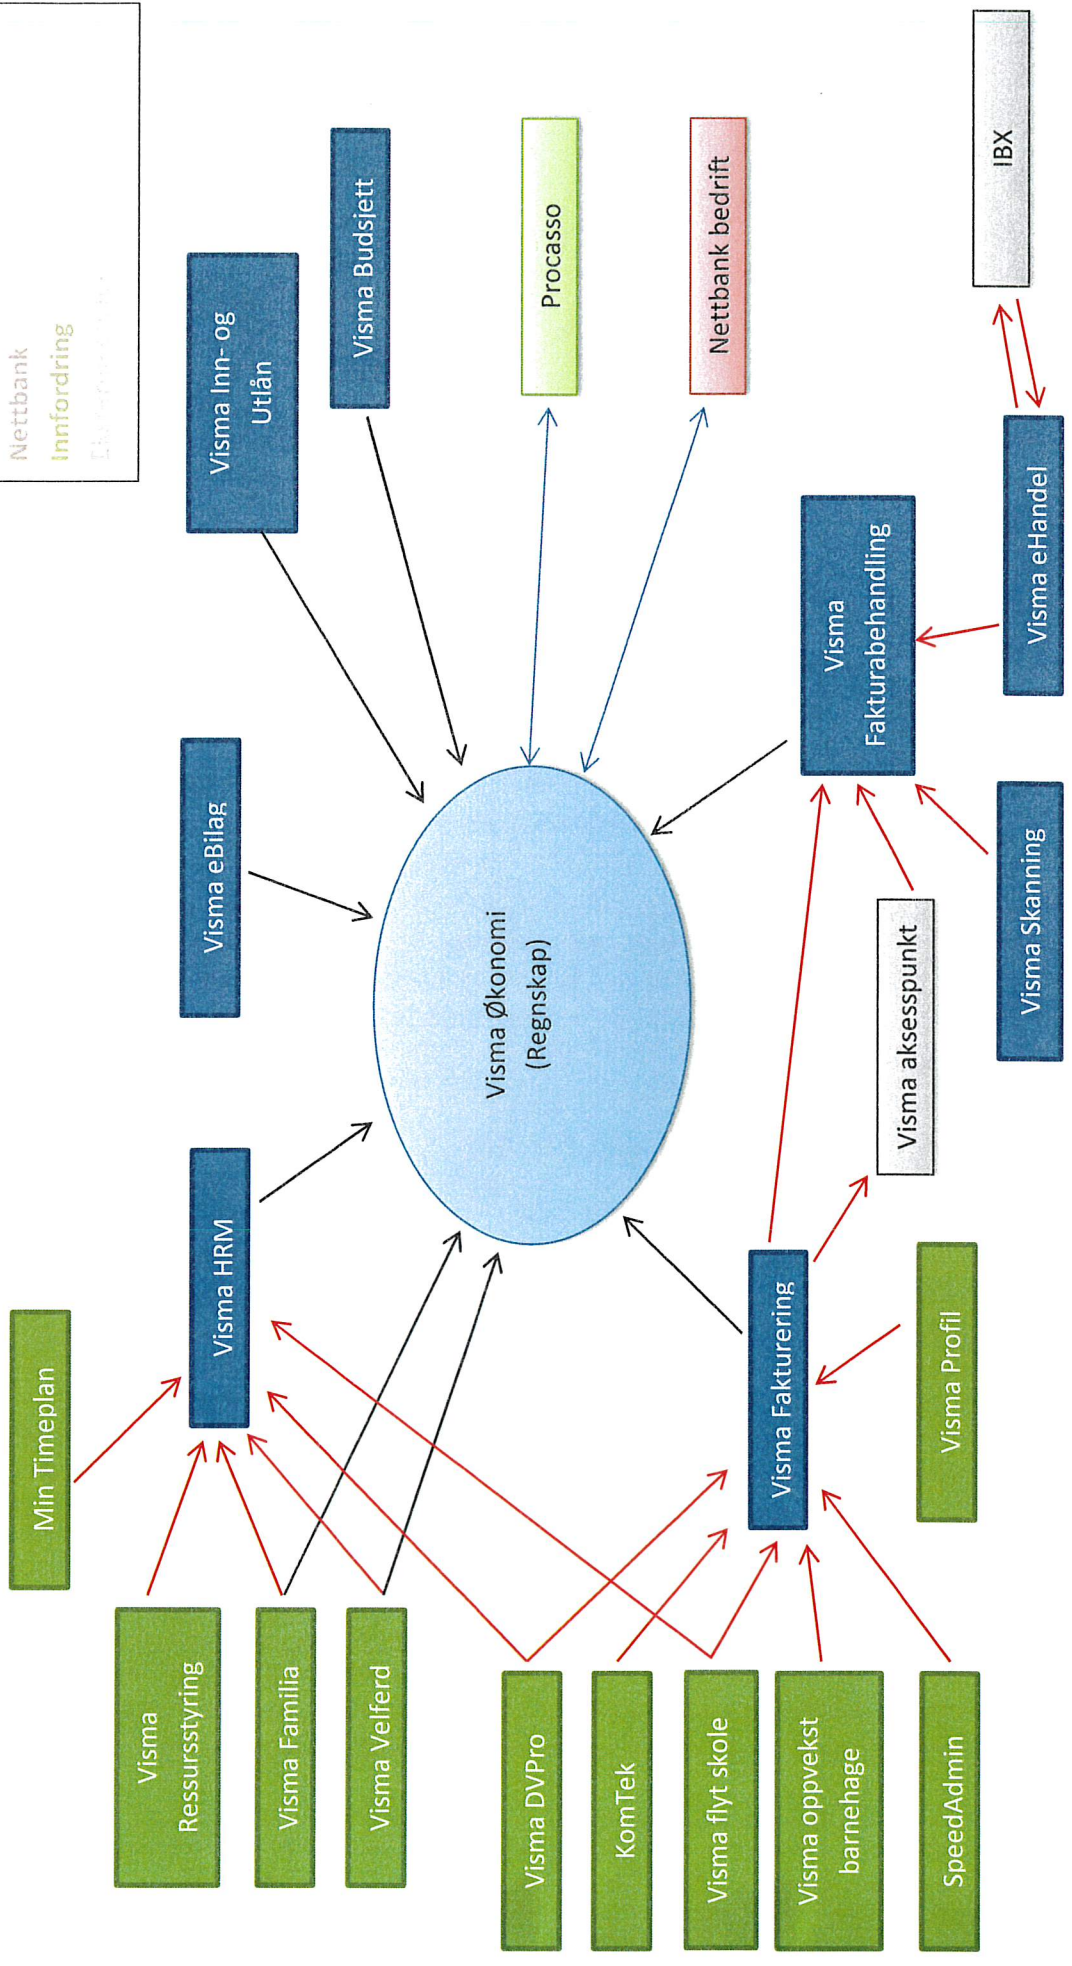 Nettbank
Innfordring
Min Timeplan
Visma
Ressursstyring
Visma Familia
Visma Velferd
Visma HRM
Visma eBilag
Visma Inn- og
Utlån
Visma Budsjett
Visma Økonomi
(Regnskap)
Procasso
Nettbank bedrift
Visma DVPro
KomTek
Visma flyt skole
Visma oppvekst
barnehage
SpeedAdmin
Visma Fakturering
Visma Profil
Visma aksesspunkt
Visma
Fakturabehandling
Visma Skanning
Visma eHandel
IBX